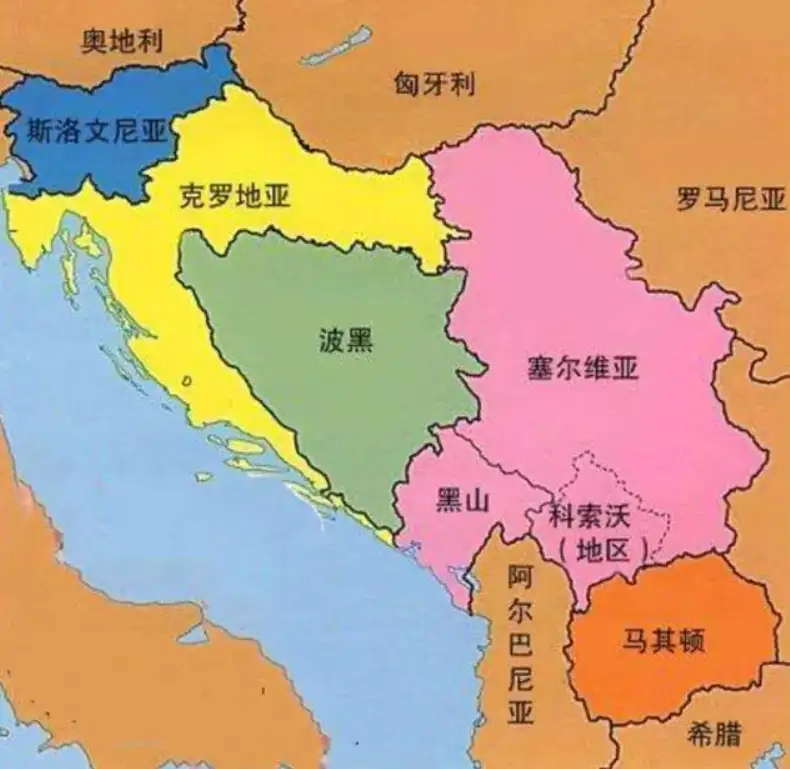 奥地利
匈牙利
斯洛文尼亚
克罗地亚
罗马尼亚
波黑
塞尔维亚
黑山
科索沃
（地区）
阿尔巴尼亚
马其顿
希腊